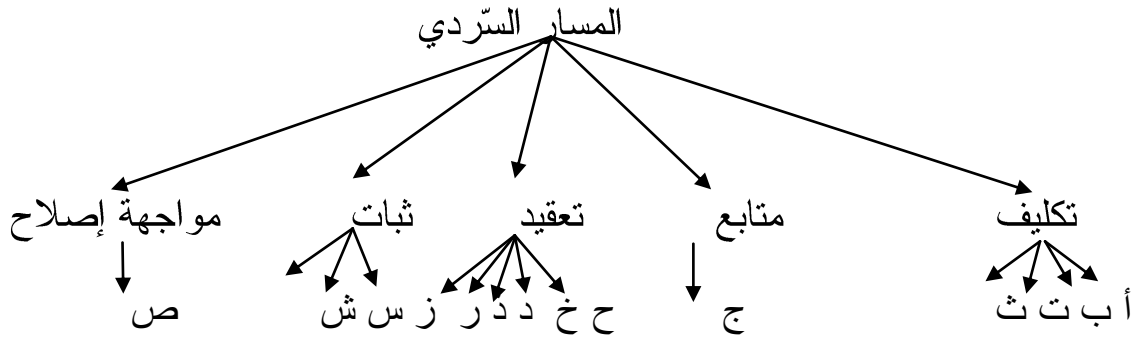 المسار السّردي
تكليف متابع تعقيد ثبات مواجهة إصلاح
أ ب ت ث ج ح خ د ذ ر ز س ش ص